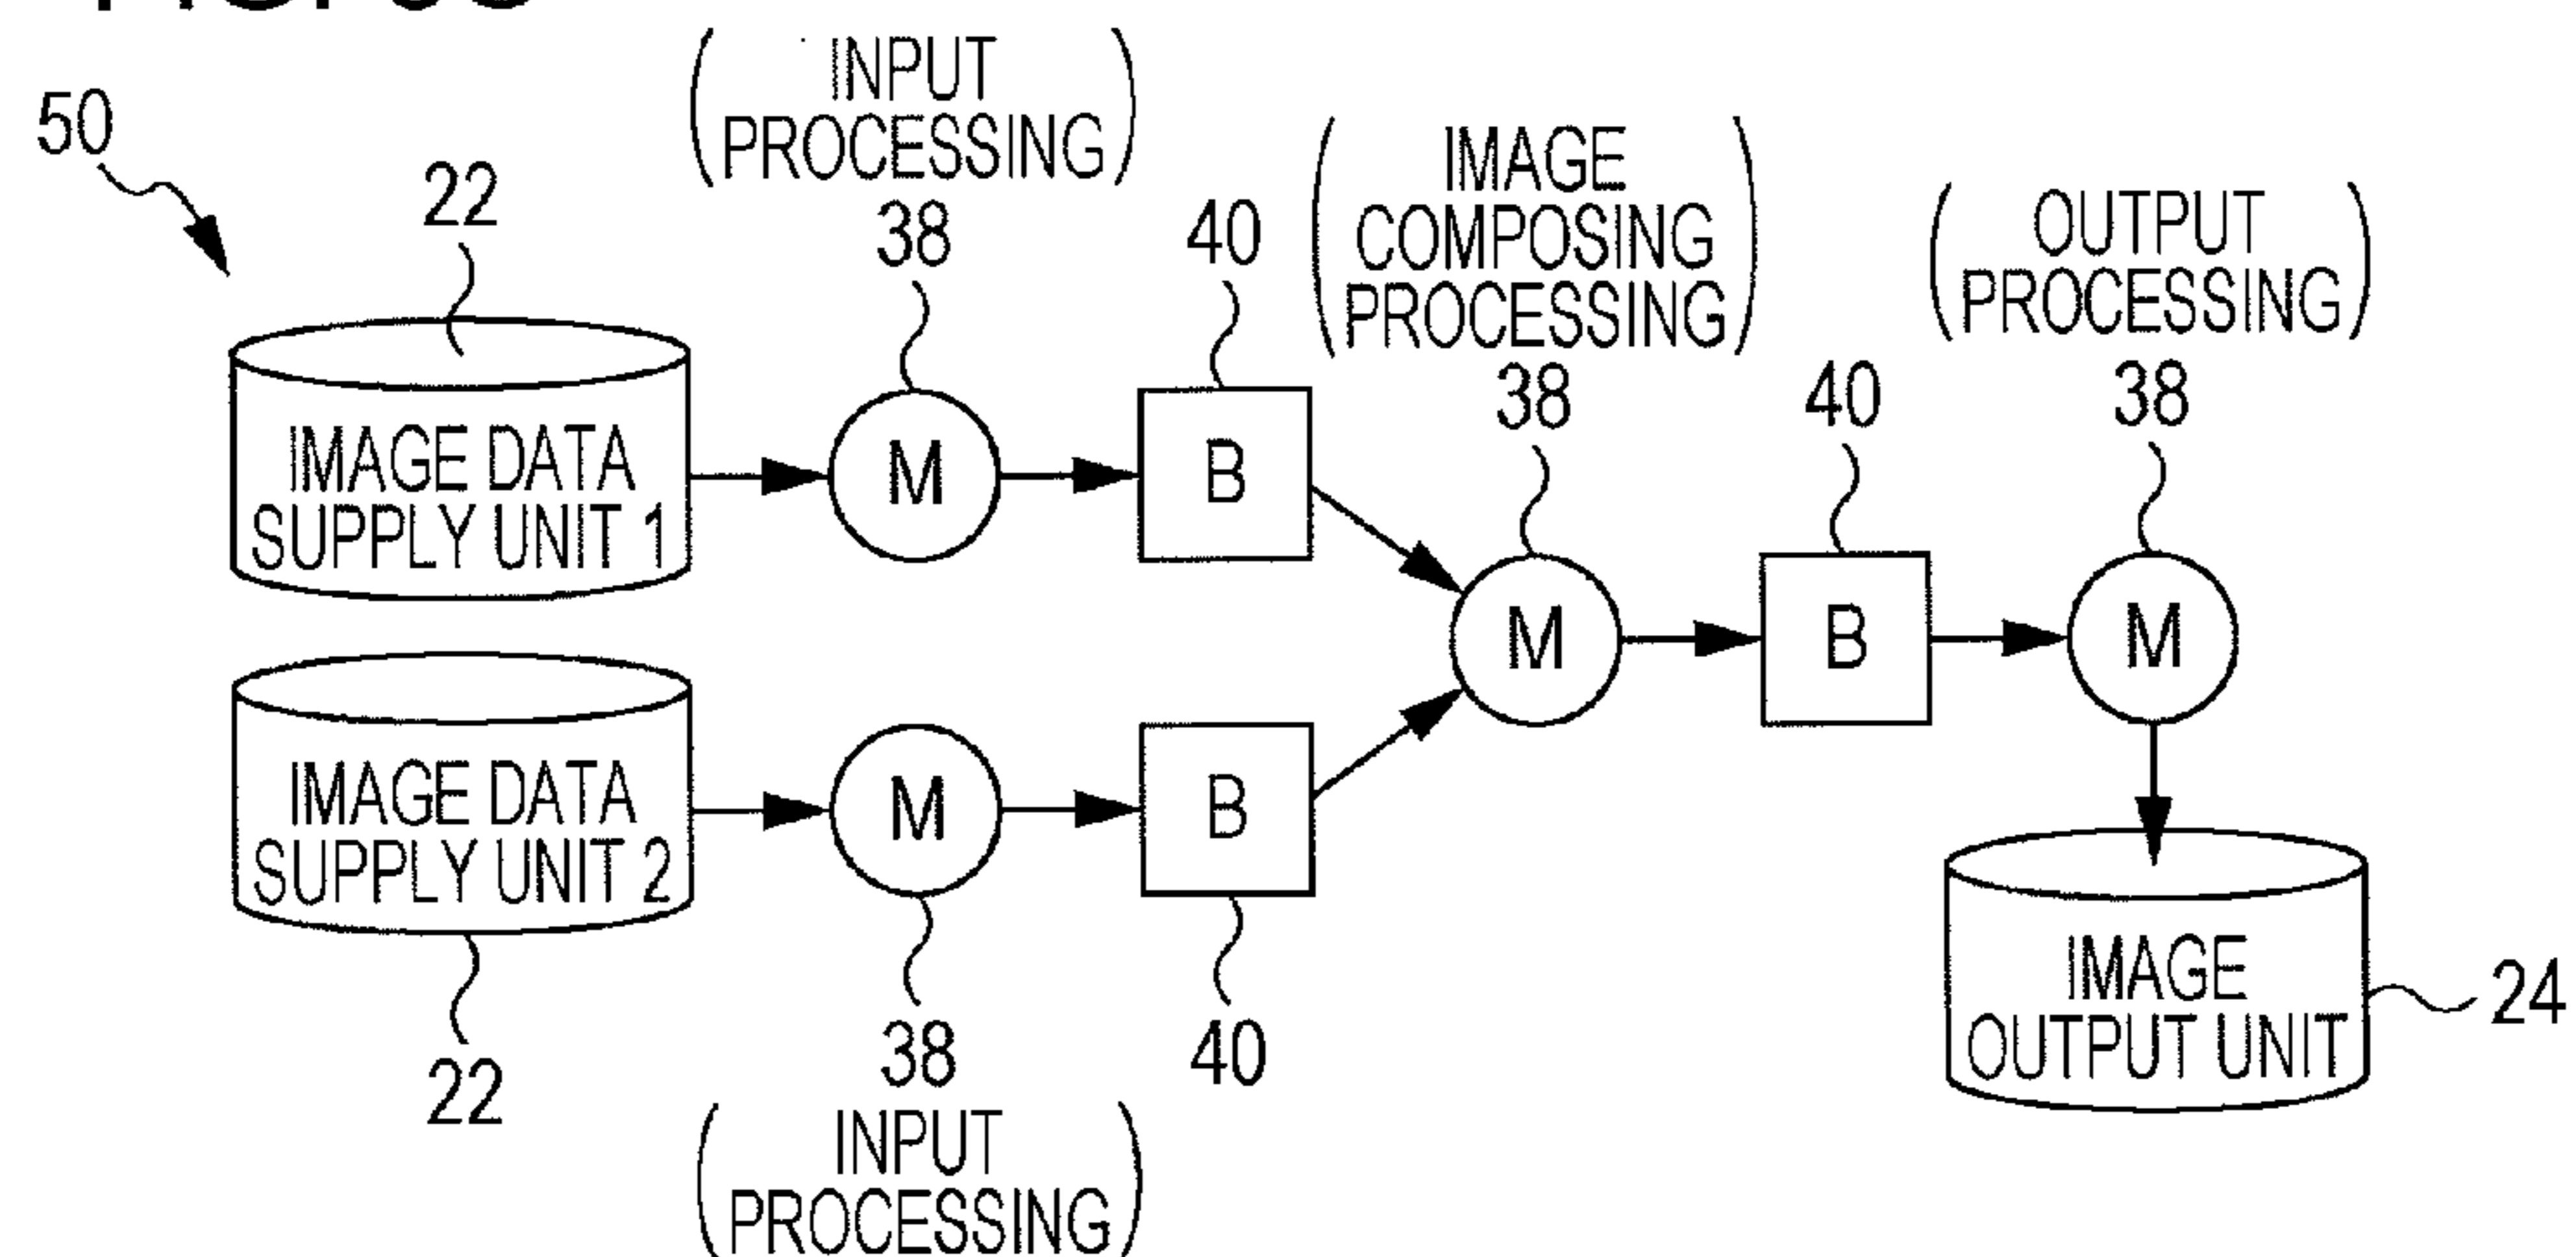 50
( INPUT
PROCESSING )
22
38
40
( IMAGE
COMPOSING
PROCESSING )
38
40
( OUTPUT
PROCESSING )
38
IMAGE DATA
SUPPLY UNIT 1
M
B
M
B
M
IMAGE DATA
SUPPLY UNIT 2
M
B
22
38
40
( INPUT
PROCESSING )
IMAGE
OUTPUT UNIT
24